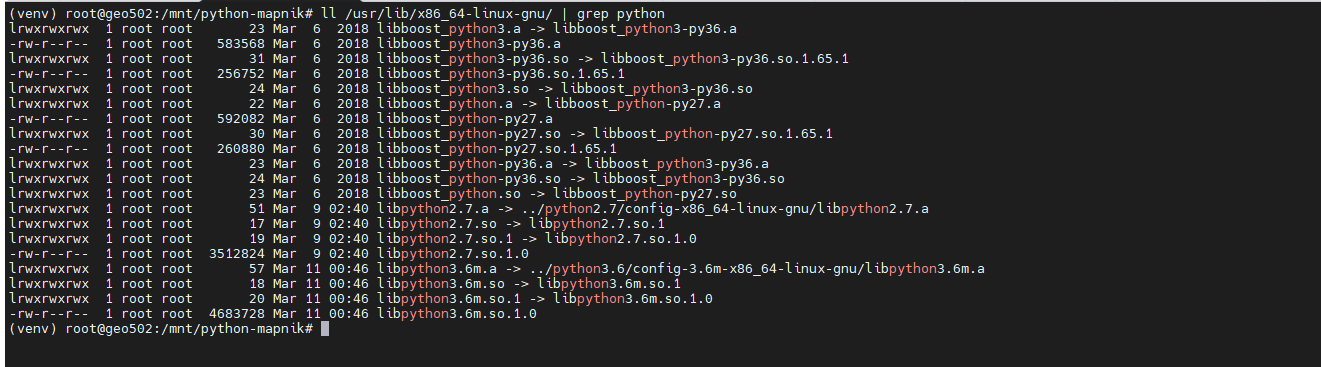 (venv) root@geo502:/mnt/python-mapnik# ll /usr/lib/x86_64-linux-gnu/ | grep python
lrwxrwxrwx  1 root root       23 Mar  6  2018 libboost_python3.a -> libboost_python3-py36.a
-rw-r--r--  1 root root   583568 Mar  6  2018 libboost_python3-py36.a
lrwxrwxrwx  1 root root       31 Mar  6  2018 libboost_python3-py36.so -> libboost_python3-py36.so.1.65.1
-rw-r--r--  1 root root   256752 Mar  6  2018 libboost_python3-py36.so.1.65.1
lrwxrwxrwx  1 root root       24 Mar  6  2018 libboost_python3.so -> libboost_python3-py36.so
lrwxrwxrwx  1 root root       22 Mar  6  2018 libboost_python.a -> libboost_python-py27.a
-rw-r--r--  1 root root   592082 Mar  6  2018 libboost_python-py27.a
lrwxrwxrwx  1 root root       30 Mar  6  2018 libboost_python-py27.so -> libboost_python-py27.so.1.65.1
-rw-r--r--  1 root root   260880 Mar  6  2018 libboost_python-py27.so.1.65.1
lrwxrwxrwx  1 root root       23 Mar  6  2018 libboost_python-py36.a -> libboost_python3-py36.a
lrwxrwxrwx  1 root root       24 Mar  6  2018 libboost_python-py36.so -> libboost_python3-py36.so
lrwxrwxrwx  1 root root       23 Mar  6  2018 libboost_python.so -> libboost_python-py27.so
lrwxrwxrwx  1 root root       51 Mar  9 02:40 libpython2.7.a -> ../python2.7/config-x86_64-linux-gnu/libpython2.7.a
lrwxrwxrwx  1 root root       17 Mar  9 02:40 libpython2.7.so -> libpython2.7.so.1
lrwxrwxrwx  1 root root       19 Mar  9 02:40 libpython2.7.so.1 -> libpython2.7.so.1.0
-rw-r--r--  1 root root  3512824 Mar  9 02:40 libpython2.7.so.1.0
lrwxrwxrwx  1 root root       57 Mar 11 00:46 libpython3.6m.a -> ../python3.6/config-3.6m-x86_64-linux-gnu/libpython3.6m.a
lrwxrwxrwx  1 root root       18 Mar 11 00:46 libpython3.6m.so -> libpython3.6m.so.1
lrwxrwxrwx  1 root root       20 Mar 11 00:46 libpython3.6m.so.1 -> libpython3.6m.so.1.0
-rw-r--r--  1 root root  4683728 Mar 11 00:46 libpython3.6m.so.1.0
(venv) root@geo502:/mnt/python-mapnik#